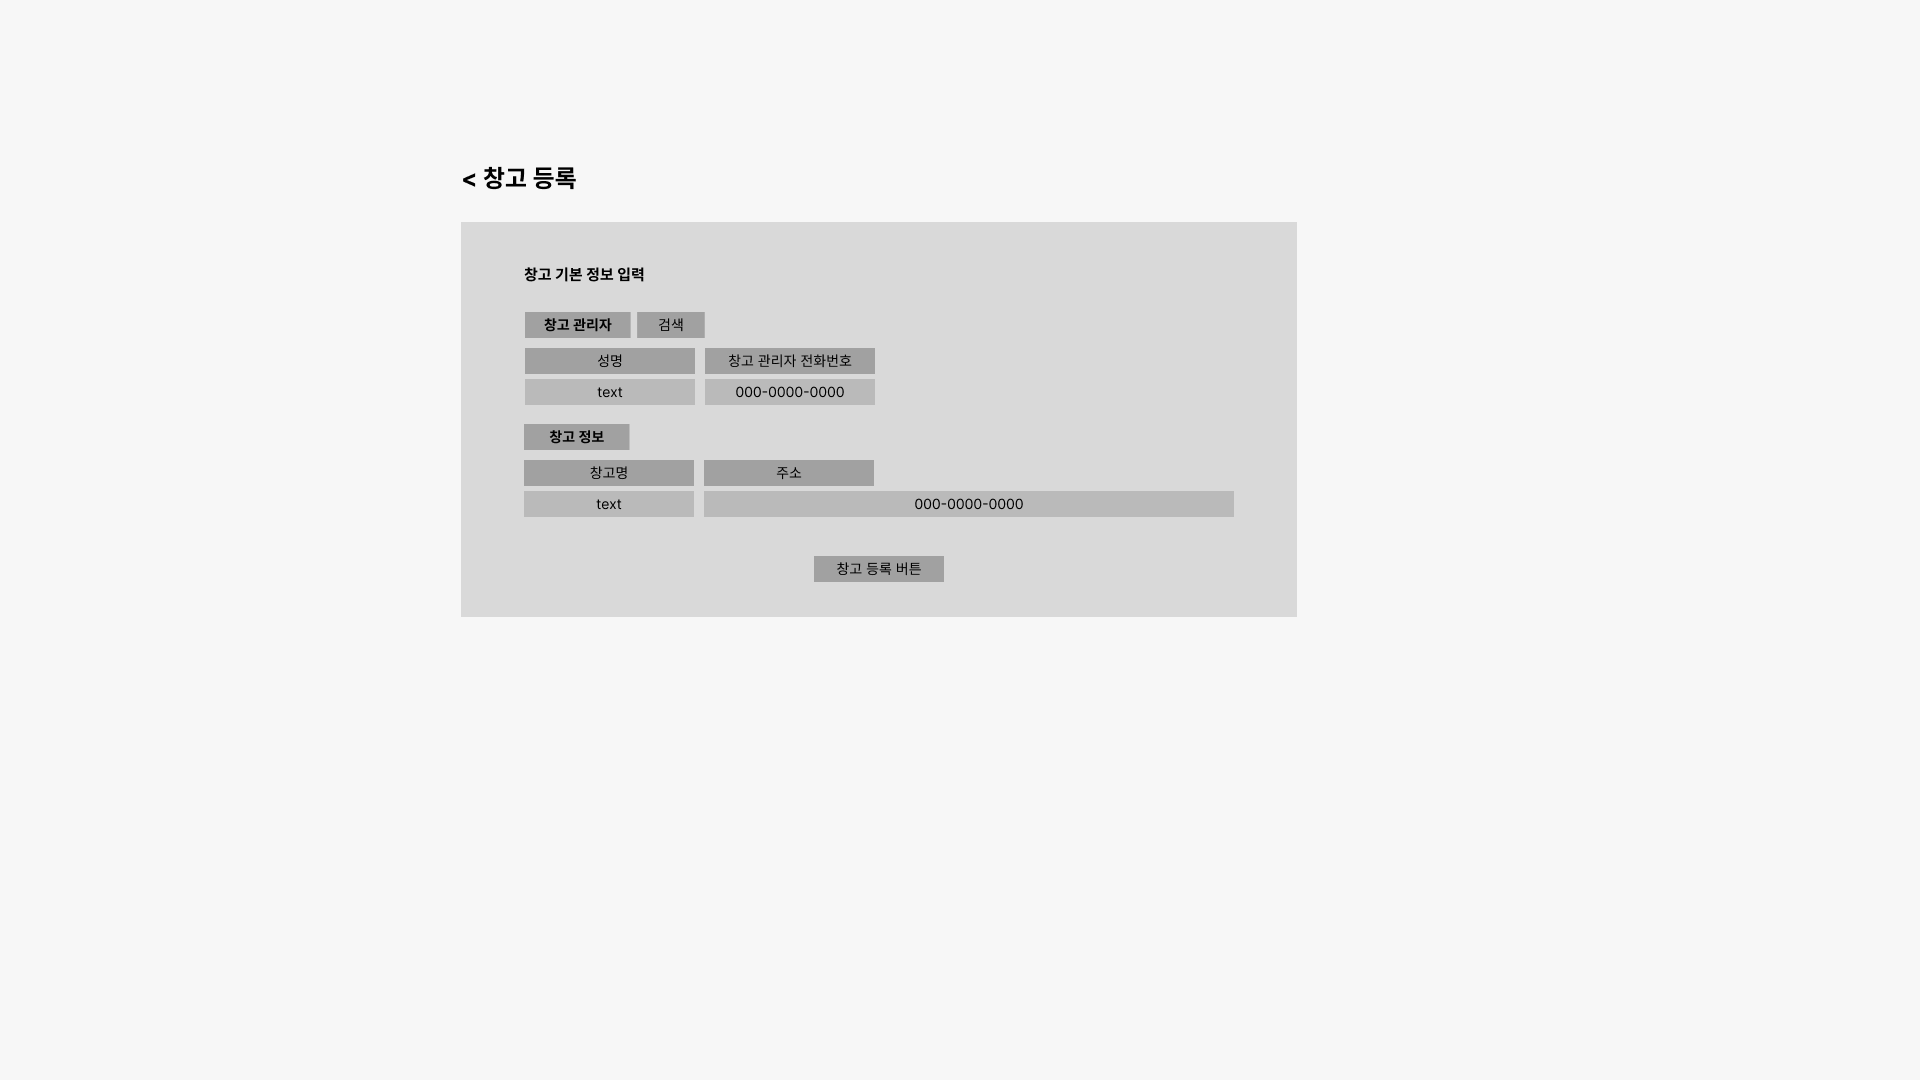 < 창고 등록
창고 기본 정보 입력
창고 관리자 검색
성명 창고 관리자 전화번호
text 000-0000-0000
창고 정보
창고명 주소
text 000-0000-0000
창고 등록 버튼